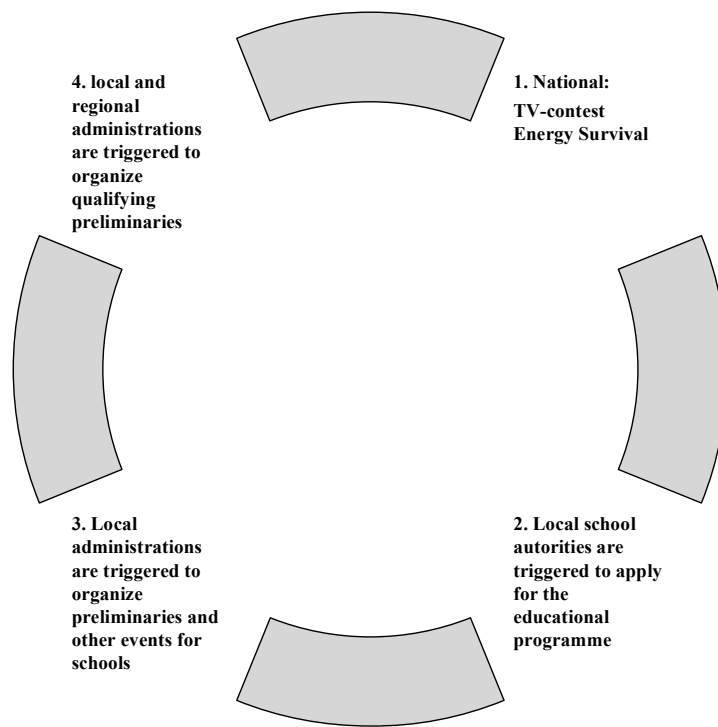 4. local and
regional
administrations
are triggered to
organize
qualifying
preliminaries
1. National:
TV-contest
Energy Survival
3. Local
administrations
are triggered to
organize
preliminaries and
other events for
schools
2. Local school
autorities are
triggered to apply
for the
educational
programme